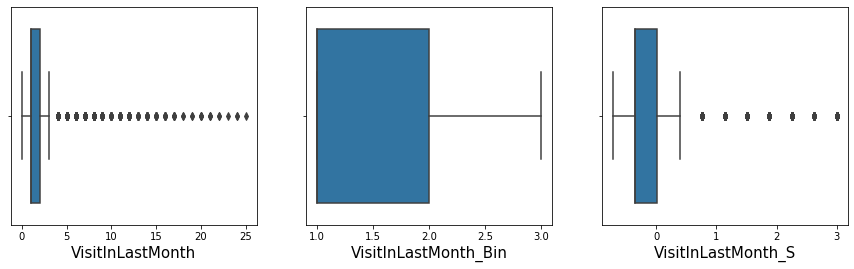 0 5 10 15 20 25
VisitInLastMonth
1.0 1.5 2.0 2.5 3.0
VisitInLastMonth_Bin
0 1 2 3
VisitInLastMonth_S